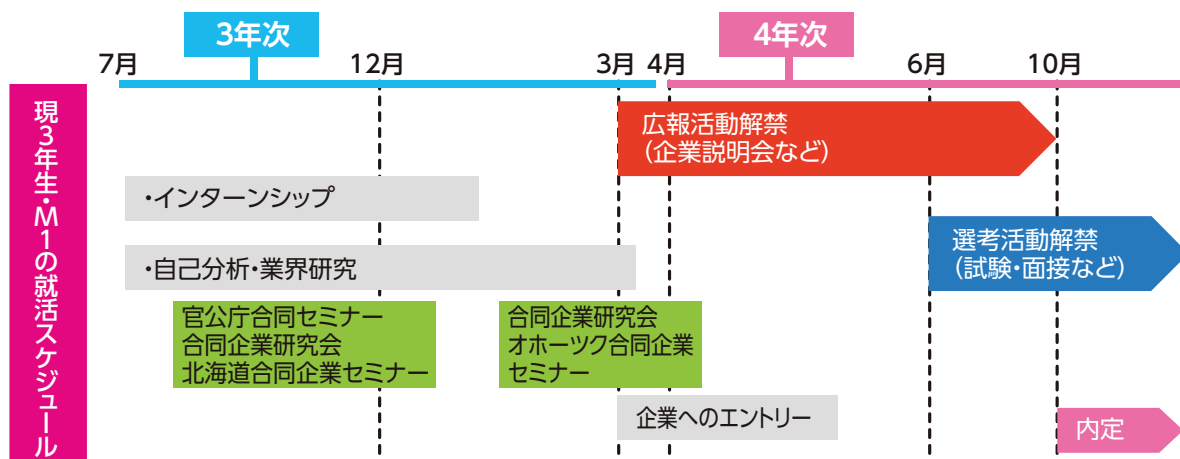 3年次
4年次
7月
12月
3月
4月
6月
10月
現3年生・M1の就活スケジュール
広報活動解禁
(企業説明会など)
・インターンシップ
選考活動解禁
(試験・面接など)
・自己分析・業界研究
官公庁合同セミナー
合同企業研究会
北海道合同企業セミナー
合同企業研究会
オホーツク合同企業
セミナー
企業へのエントリー
内定